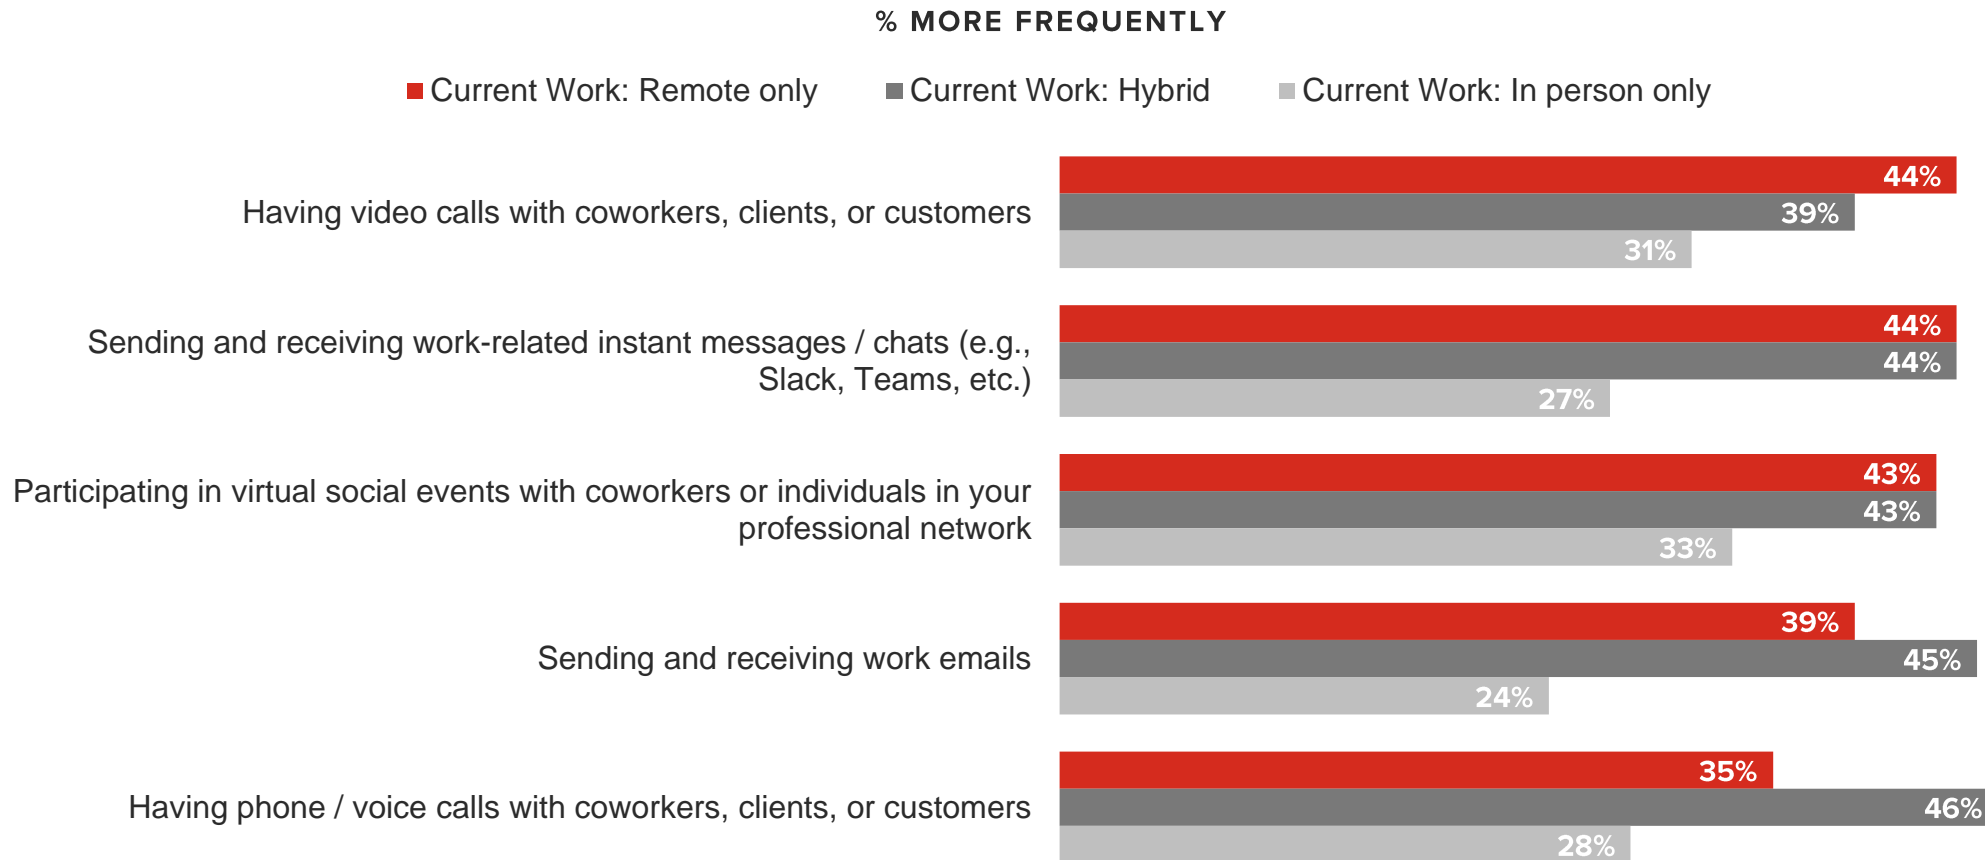 % MORE FREQUENTLY
Current Work: Remote only
Current Work: Hybrid
Current Work: In person only
Having video calls with coworkers, clients, or customers
44%
39%
31%
Sending and receiving work-related instant messages / chats (e.g.,
Slack, Teams, etc.)
44%
44%
27%
Participating in virtual social events with coworkers or individuals in your
professional network
43%
43%
33%
Sending and receiving work emails
39%
45%
24%
Having phone / voice calls with coworkers, clients, or customers
35%
46%
28%